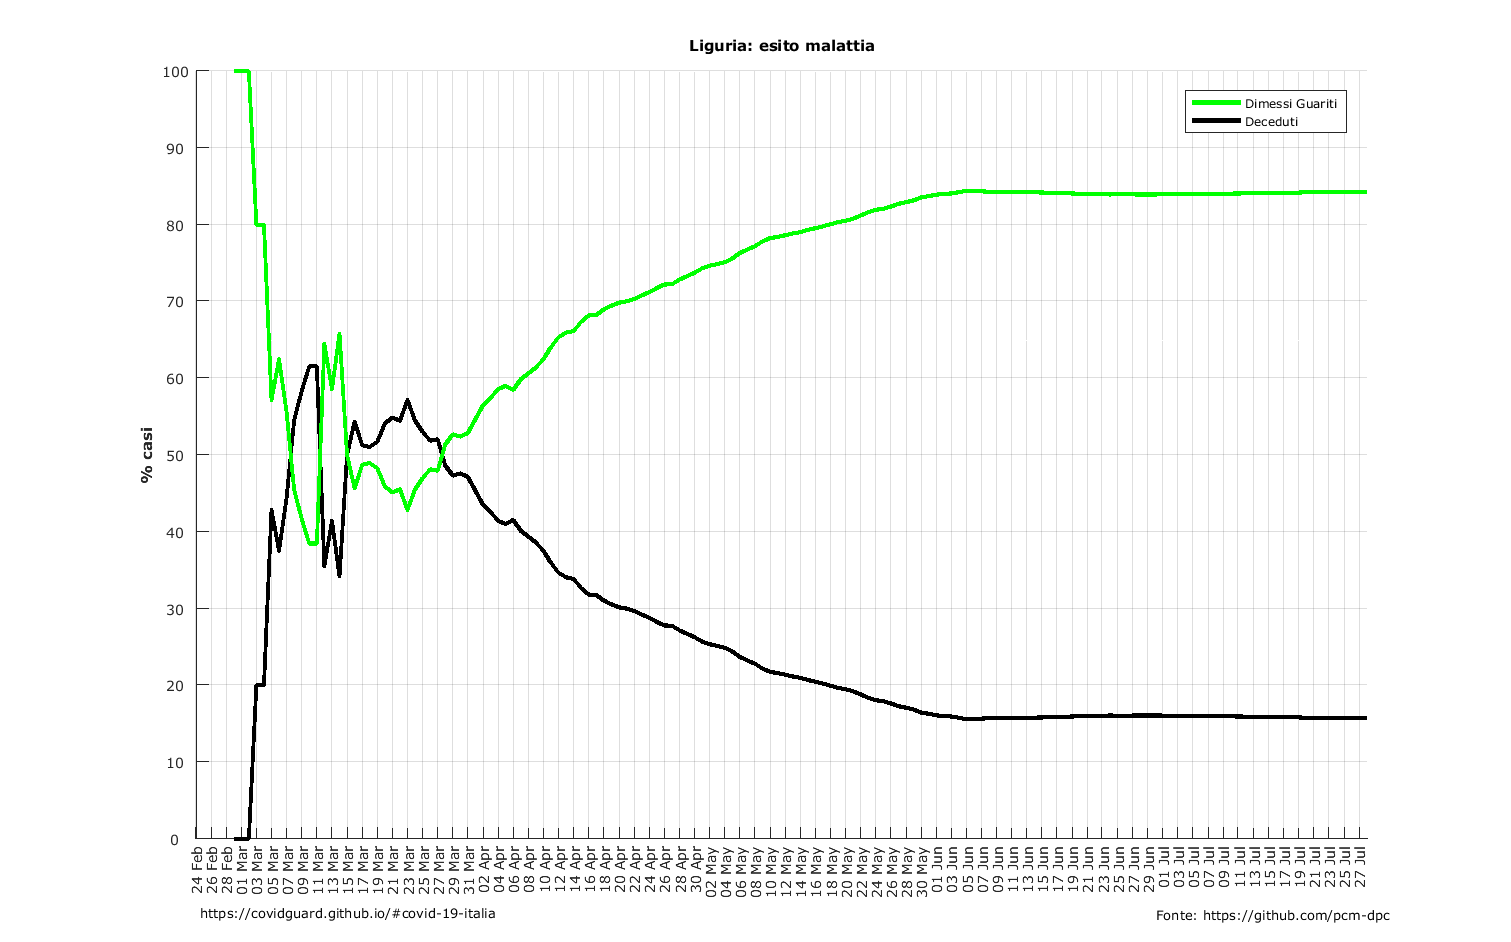 Liguria: esito malattia
Dimessi Guariti
Deceduti
% casi
100
90
80
70
60
50
40
30
20
10
0
24 Feb
26 Feb
28 Feb
01 Mar
03 Mar
05 Mar
07 Mar
09 Mar
11 Mar
13 Mar
15 Mar
17 Mar
19 Mar
21 Mar
23 Mar
25 Mar
27 Mar
29 Mar
31 Mar
02 Apr
04 Apr
06 Apr
08 Apr
10 Apr
12 Apr
14 Apr
16 Apr
18 Apr
20 Apr
22 Apr
24 Apr
26 Apr
28 Apr
30 Apr
02 May
04 May
06 May
08 May
10 May
12 May
14 May
16 May
18 May
20 May
22 May
24 May
26 May
28 May
30 May
01 Jun
03 Jun
05 Jun
07 Jun
09 Jun
11 Jun
13 Jun
15 Jun
17 Jun
19 Jun
21 Jun
23 Jun
25 Jun
27 Jun
29 Jun
01 Jul
03 Jul
05 Jul
07 Jul
09 Jul
11 Jul
13 Jul
15 Jul
17 Jul
19 Jul
21 Jul
23 Jul
25 Jul
27 Jul
https://covidguard.github.io/#covid-19-italia
Fonte: https://github.com/pcm-dpc